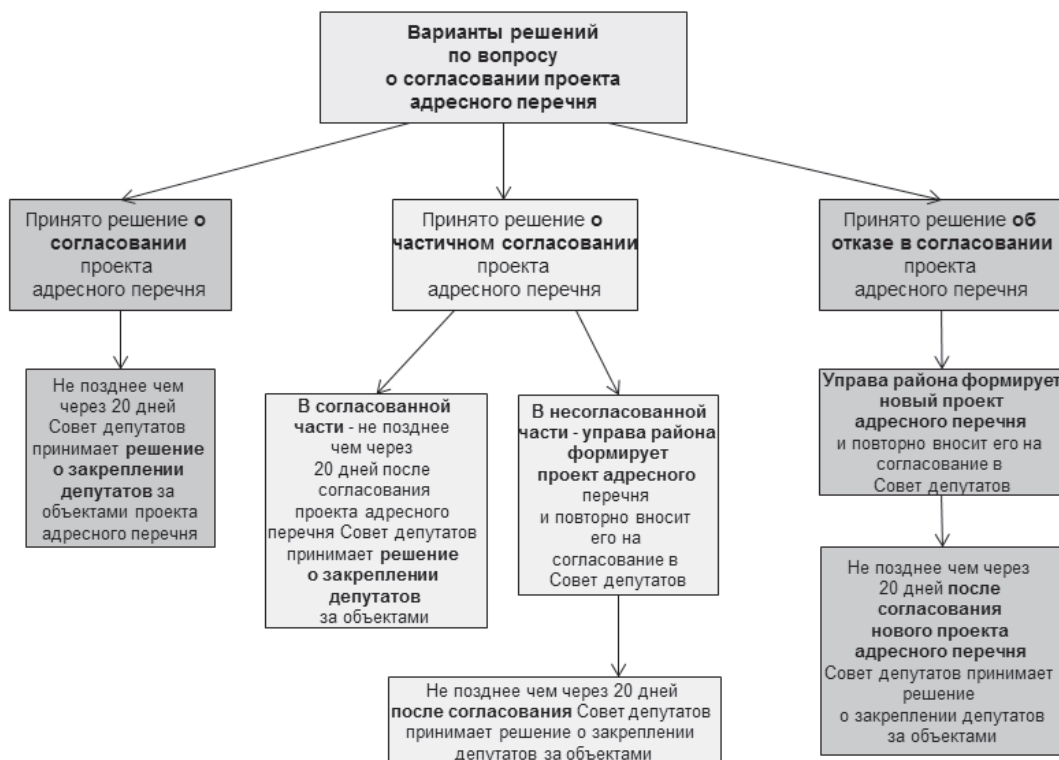 Варианты решений
по вопросу
о согласовании проекта
адресного перечня
Принято решение о
согласовании
проекта
адресного перечня
Принято решение о
частичном согласовании
проекта
адресного перечня
Принято решение об
отказе в согласовании
проекта
адресного перечня
Не позднее чем
через 20 дней
Совет депутатов
принимает решение
о закреплении
депутатов за
объектами проекта
адресного перечня
В согласованной
части - не позднее
чем через
20 дней после
согласования
проекта адресного
перечня Совет депутатов
принимает решение
о закреплении
депутатов
за объектами
В несогласованной
части - управа района
формирует
проект адресного
перечня
и повторно вносит
его на
согласование в
Совет депутатов
Управа района формирует
новый проект
адресного перечня
и повторно вносит его на
согласование в
Совет депутатов
Не позднее чем через 20 дней
после согласования Совет депутатов
принимает решение о закреплении
депутатов за объектами
Не позднее чем через
20 дней после
согласования
нового проекта
адресного перечня
Совет депутатов принимает
решение
о закреплении депутатов
за объектами